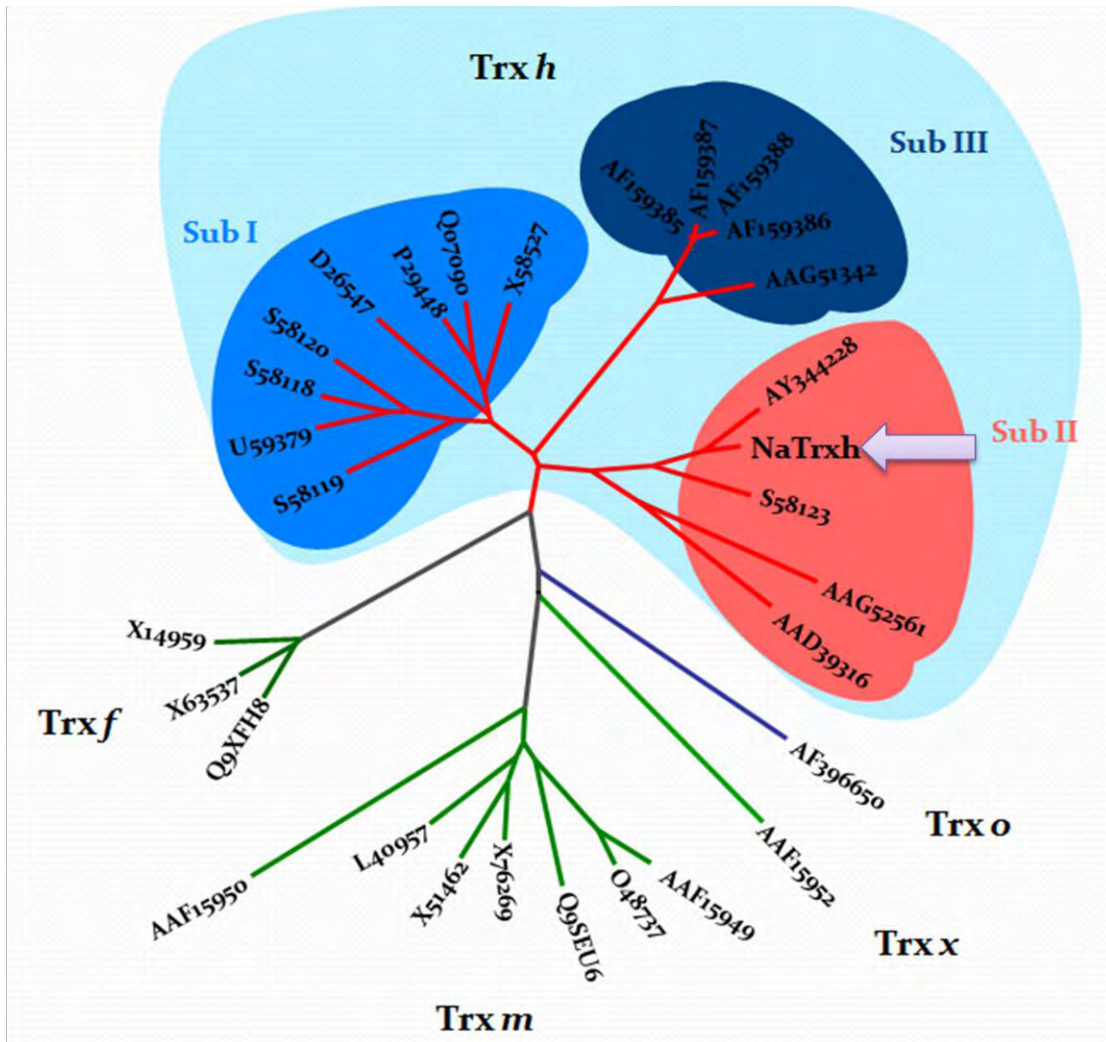 Trx h
Sub III
AF159387
AF159388
AF159385
AF159386
AAG51342
Sub I
D26547
P29448
Q07090
X58527
S58120
S58118
U59379
S58119
AY344228
NaTrxh
Sub II
S58123
AAG52561
AAD39316
X14959
X63537
Q9XFH8
Trx f
AF396650
Trx o
AAF15950
L40957
X51462
X76269
Q9SEU6
O48737
AAF15949
AAF15952
Trx x
Trx m